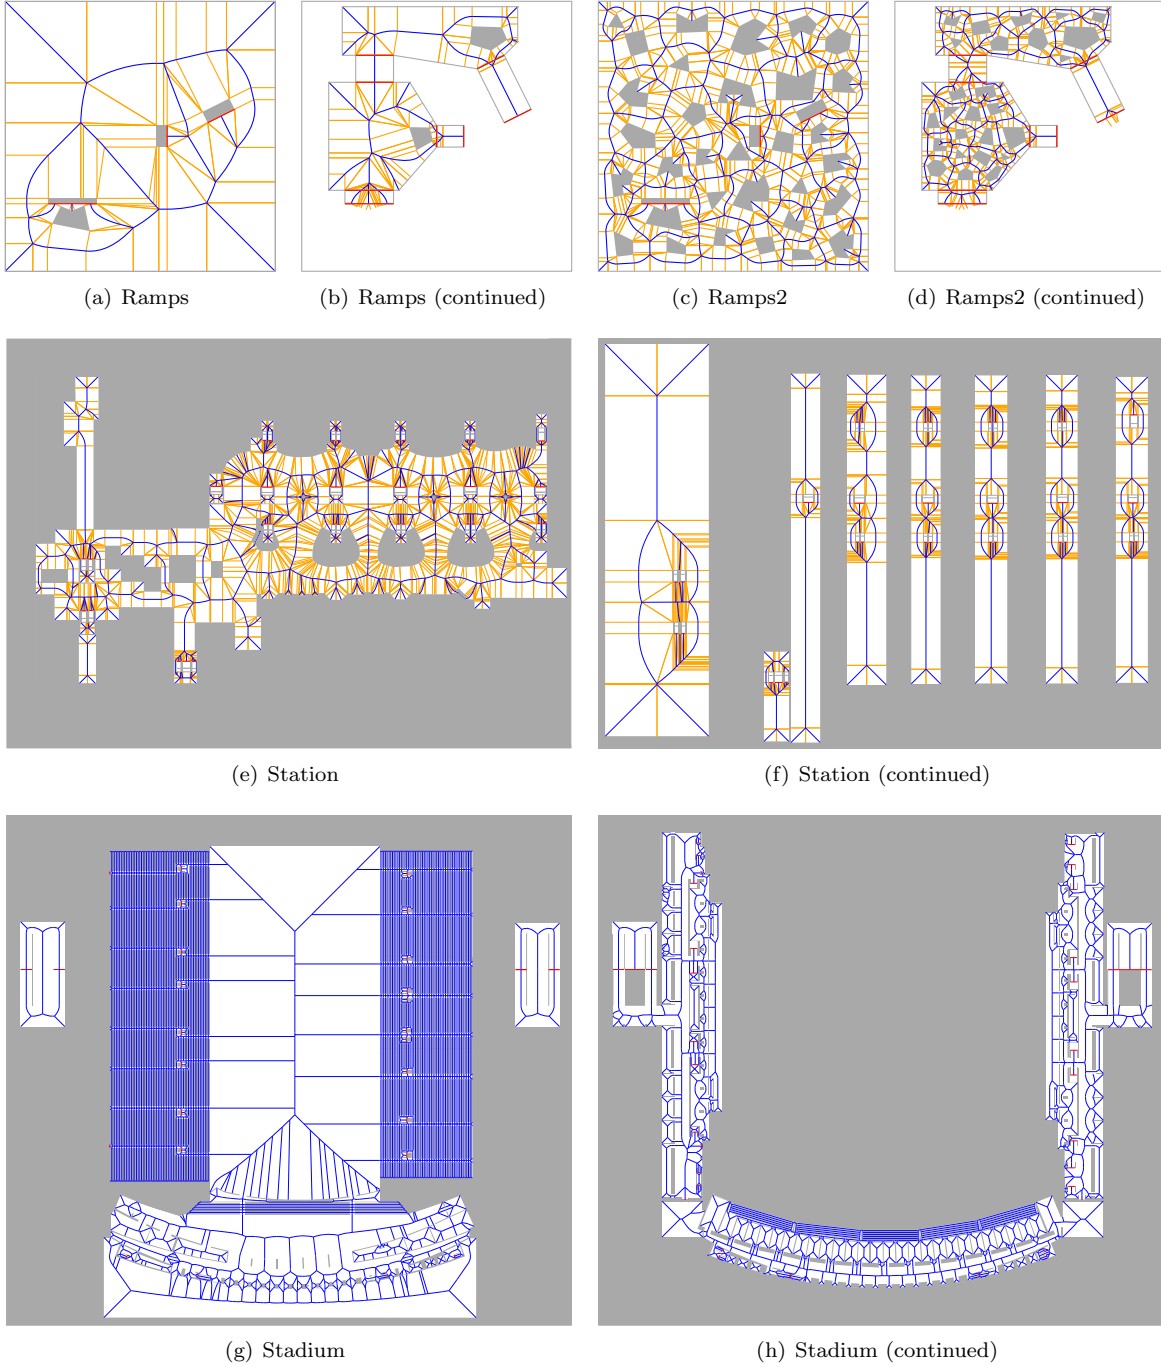 (a) Ramps
(b) Ramps (continued)
(c) Ramps2
(d) Ramps2 (continued)
(e) Station
(f) Station (continued)
(g) Stadium
(h) Stadium (continued)